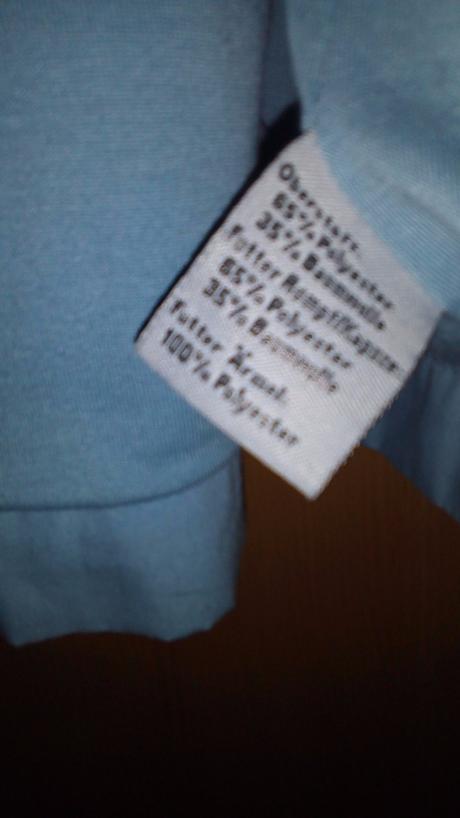 Oberstoff
65% Polyester
35% Baumwolle
Futter Rumpf/Kapuze
65% Polyester
35% Baumwolle
Futter Ärmel
100% Polyester